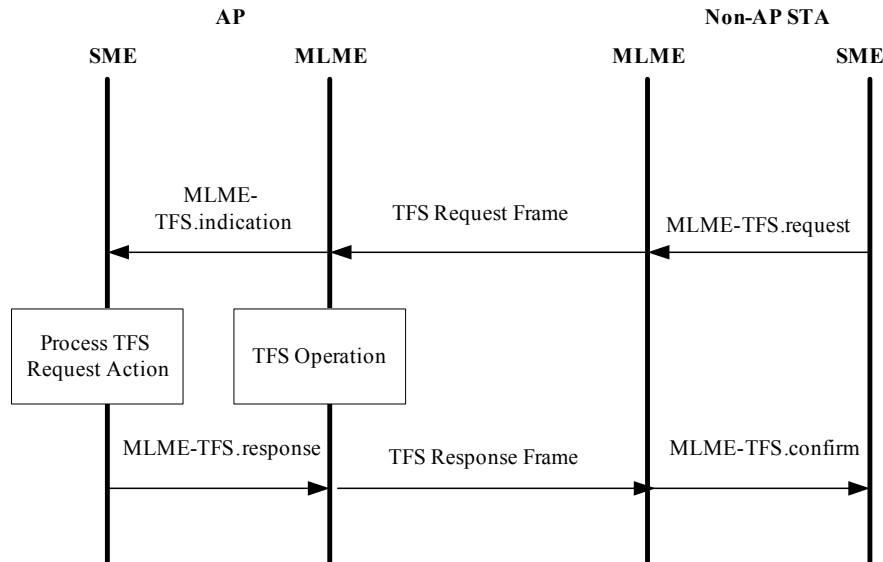 AP
Non-AP STA
SME
MLME
MLME
SME
MLME-
TFS.indication
TFS Request Frame
MLME-TFS.request
Process TFS
Request Action
TFS Operation
MLME-TFS.response
TFS Response Frame
MLME-TFS.confirm